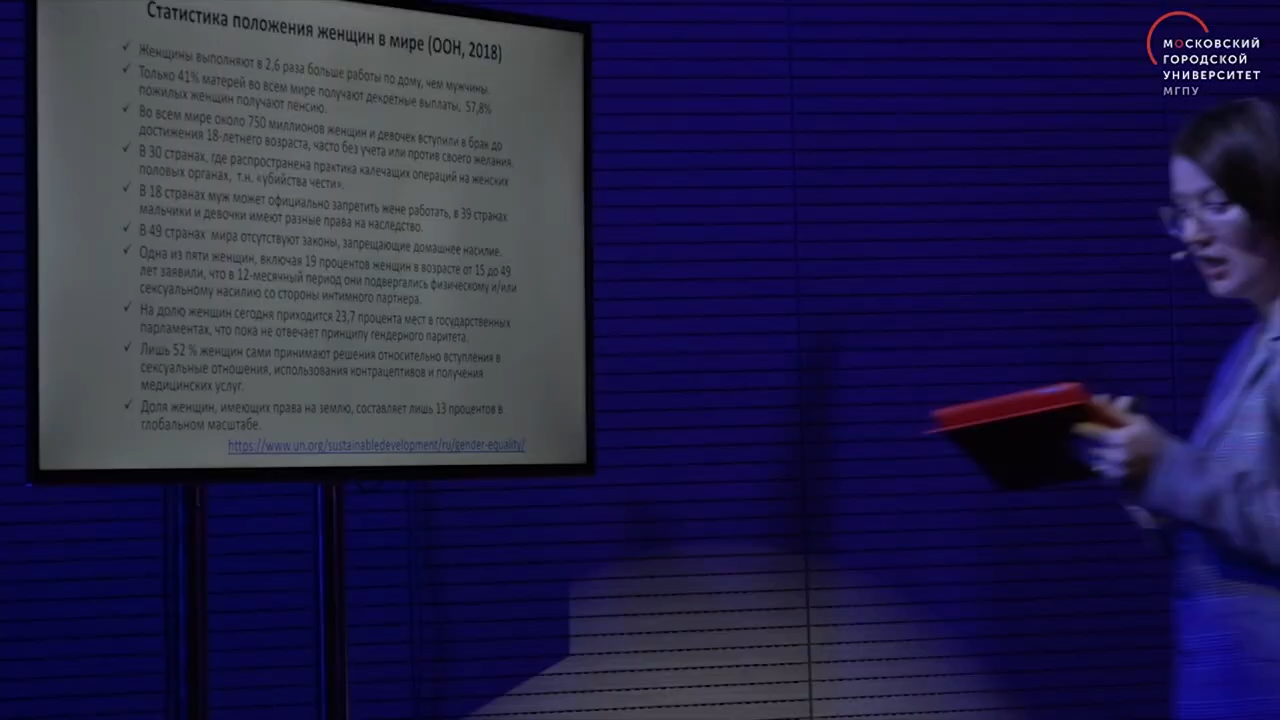 Статистика положения женщин в мире (ООН, 2018)
✓ Женщины выполняют в 2,6 раза больше работы по дому, чем мужчины.
✓ Только 41% матерей во всем мире получают декретные выплаты, 57,8%
пожилых женщин получают пенсию.
✓ Во всем мире около 750 миллионов женщин и девочек вступили в брак до
достижения 18-летнего возраста, часто без учета или против своего желания.
✓ В 30 странах, где распространена практика калечащих операций на женских
половых органах, т.н. «убийства чести».
✓ В 18 странах муж может официально запретить жене работать, в 39 странах
мальчики и девочки имеют разные права на наследство.
✓ В 49 странах мира отсутствуют законы, запрещающие домашнее насилие.
✓ Одна из пяти женщин, включая 19 процентов женщин в возрасте от 15 до 49
лет заявили, что в 12-месячный период они подвергались физическому и/или
сексуальному насилию со стороны интимного партнера.
✓ На долю женщин сегодня приходится 23,7 процента мест в государственных
парламентах, что пока не отвечает принципу гендерного паритета.
✓ Лишь 52 % женщин сами принимают решения относительно вступления в
сексуальные отношения, использования контрацептивов и получения
медицинских услуг.
✓ Доля женщин, имеющих права на землю, составляет лишь 13 процентов в
глобальном масштабе.
https://www.un.org/sustainabledevelopment/ru/gender-equality/
МОСКОВСКИЙ
ГОРОДСКОЙ
УНИВЕРСИТЕТ
МГПУ